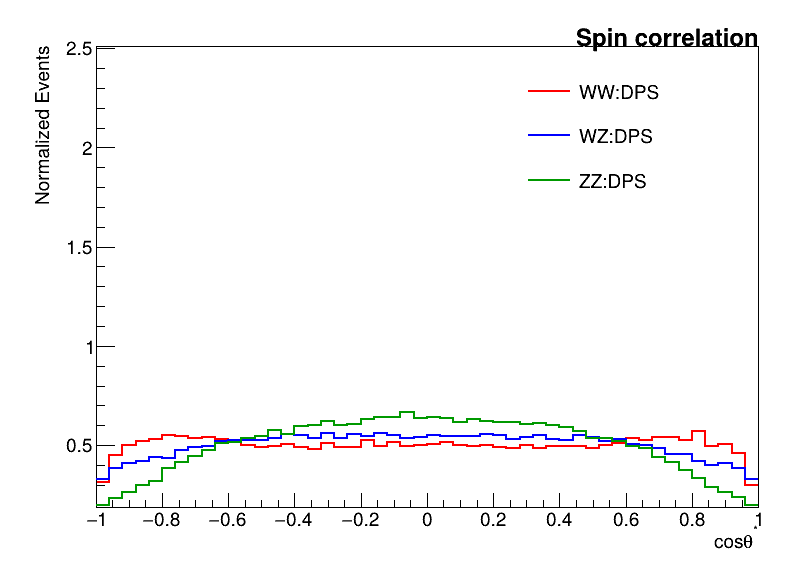 Spin correlation
Normalized Events
2.5
2
1.5
1
0.5
WW:DPS
WZ:DPS
ZZ:DPS
−1 −0.8 −0.6 −0.4 −0.2 0 0.2 0.4 0.6 0.8 1
cosθ*